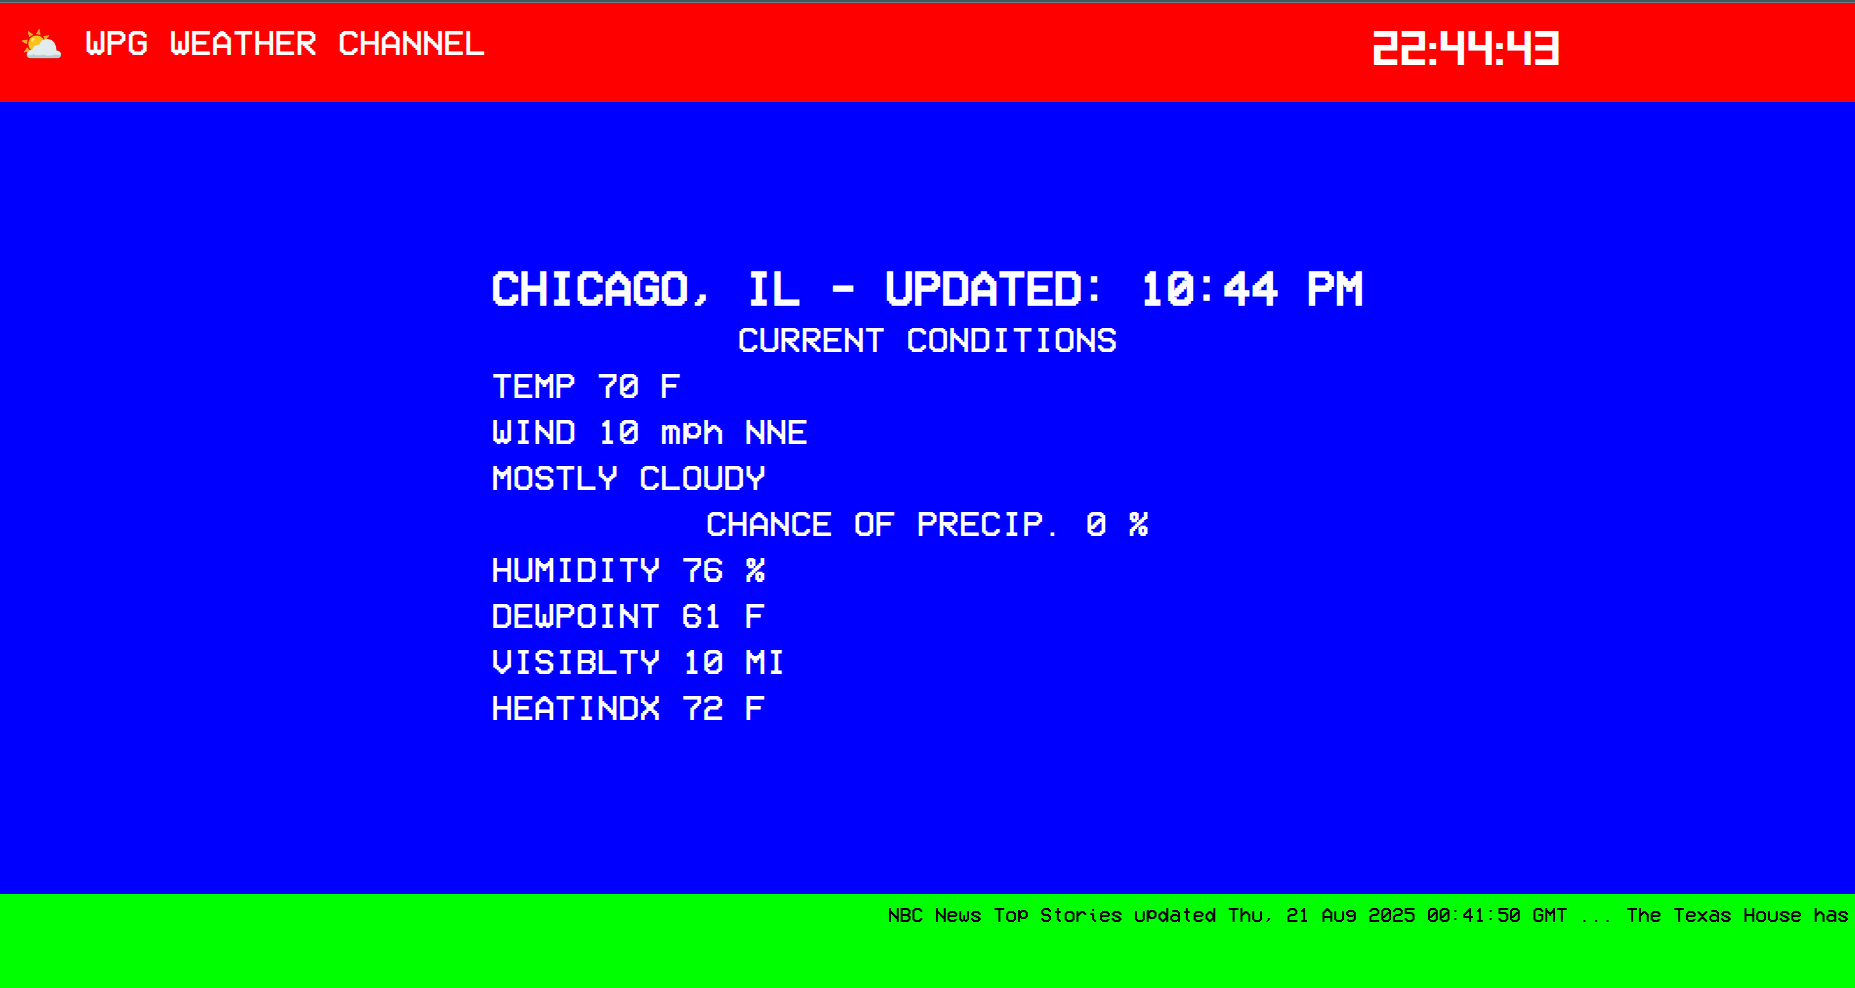 WPG WEATHER CHANNEL
22:44:43
CHICAGO, IL - UPDATED: 10:44 PM
CURRENT CONDITIONS
TEMP 70 F
WIND 10 mph NNE
MOSTLY CLOUDY
CHANCE OF PRECIP. 0 %
HUMIDITY 76 %
DEWPOINT 61 F
VISIBLTY 10 MI
HEATINDX 72 F
NBC News Top Stories updated Thu, 21 Aug 2025 00:41:50 GMT ... The Texas House has